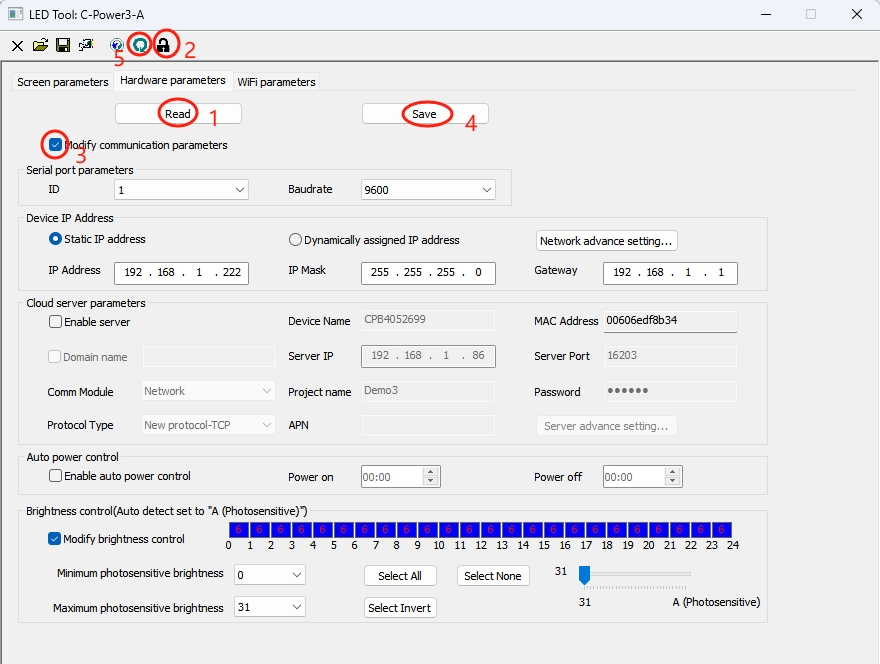 LED Tool: C-Power3-A
5
2
Screen parameters Hardware parameters WiFi parameters
Read 1 Save 4
Modify communication parameters
3
Serial port parameters
ID 1 Baudrate 9600
Device IP Address
Static IP address Dynamically assigned IP address Network advance setting...
IP Address 192 . 168 . 1 . 222 IP Mask 255 . 255 . 255 . 0 Gateway 192 . 168 . 1 . 1
Cloud server parameters
Enable server Device Name CPB4052699 MAC Address 00606edf8b34
Domain name Server IP 192 . 168 . 1 . 86 Server Port 16203
Comm Module Network Project name Demo3 Password ••••••
Protocol Type New protocol-TCP APN Server advance setting...
Auto power control
Enable auto power control Power on 00:00 Power off 00:00
Brightness control(Auto detect set to "A (Photosensitive)")
6 6 6 6 6 6 6 6 6 6 6 6 6 6 6 6 6 6 6 6 6 6 6 6
Modify brightness control 0 1 2 3 4 5 6 7 8 9 10 11 12 13 14 15 16 17 18 19 20 21 22 23 24
Minimum photosensitive brightness 0 Select All Select None 31
31 A (Photosensitive)
Maximum photosensitive brightness 31 Select Invert